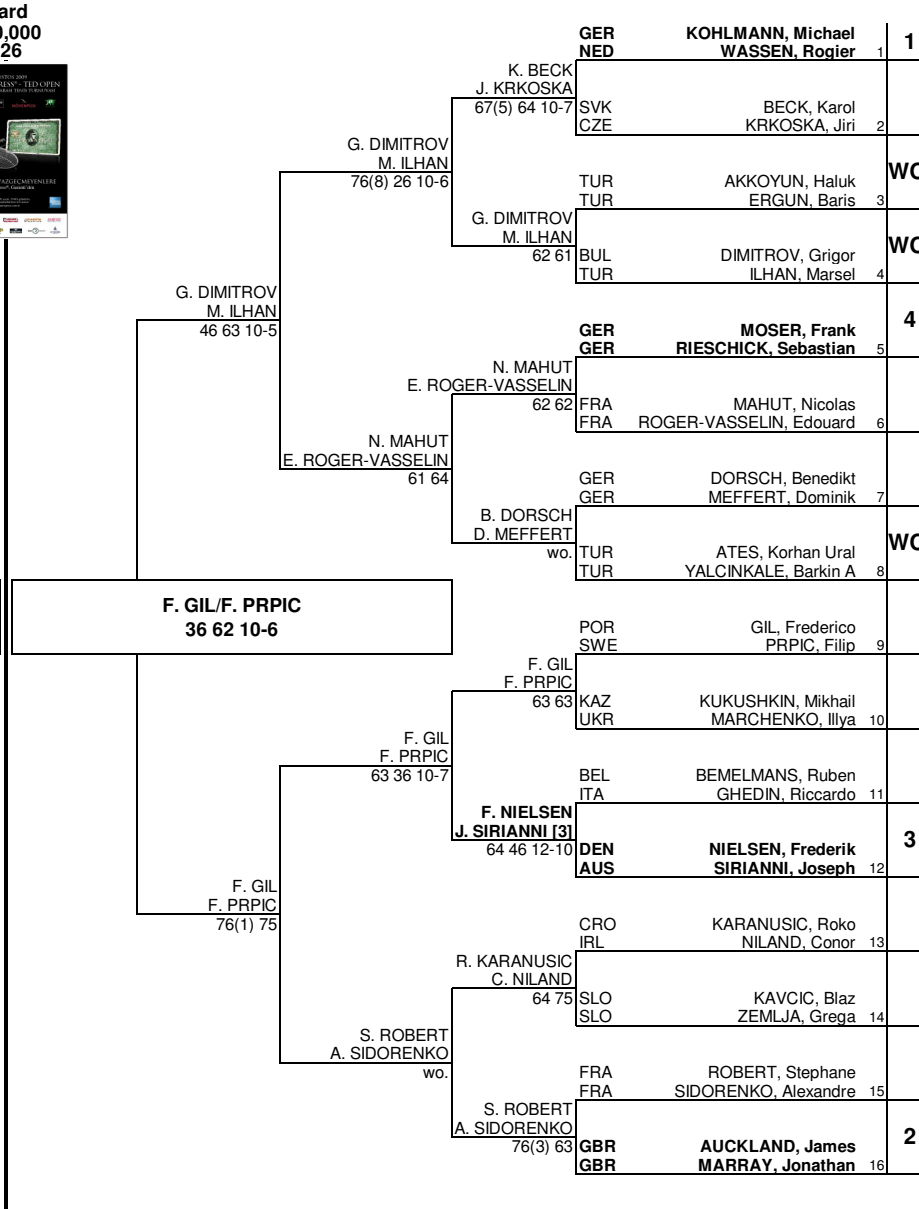 ard
0,000
26
USTOS 2009
RESS® - TED OPEN
AZGEÇMEYENLERE
GER KOHLMANN, Michael 1
NED WASSEN, Rogier 1
K. BECK
J. KRKOSKA
67(5) 64 10-7
SVK BECK, Karol
CZE KRKOSKA, Jiri 2
G. DIMITROV
M. ILHAN
76(8) 26 10-6
TUR AKKOYUN, Haluk WC
TUR ERGUN, Baris 3
G. DIMITROV
M. ILHAN
62 61
BUL DIMITROV, Grigor WC
TUR ILHAN, Marsel 4
G. DIMITROV
M. ILHAN
46 63 10-5
GER MOSER, Frank 4
GER RIESCHICK, Sebastian 5
N. MAHUT
E. ROGER-VASSELIN
62 62
FRA MAHUT, Nicolas
FRA ROGER-VASSELIN, Edouard 6
N. MAHUT
E. ROGER-VASSELIN
61 64
GER DORSCH, Benedikt
GER MEFFERT, Dominik 7
B. DORSCH
D. MEFFERT
wo.
TUR ATES, Korhan Ural WC
TUR YALCINKALE, Barkin A 8
F. GIL/F. PRPIC
36 62 10-6
POR GIL, Frederico
SWE PRPIC, Filip 9
F. GIL
F. PRPIC
63 63
KAZ KUKUSHKIN, Mikhail
UKR MARCHENKO, Illya 10
F. GIL
F. PRPIC
63 36 10-7
BEL BEMELMANS, Ruben
ITA GHEDIN, Riccardo 11
F. NIELSEN
J. SIRIANNI [3]
64 46 12-10
DEN NIELSEN, Frederik 3
AUS SIRIANNI, Joseph 12
F. GIL
F. PRPIC
76(1) 75
CRO KARANUSIC, Roko
IRL NILAND, Conor 13
R. KARANUSIC
C. NILAND
64 75
SLO KAVCIC, Blaz
SLO ZEMLJA, Grega 14
S. ROBERT
A. SIDORENKO
wo.
FRA ROBERT, Stephane
FRA SIDORENKO, Alexandre 15
S. ROBERT
A. SIDORENKO
76(3) 63
GBR AUCKLAND, James 2
GBR MARRAY, Jonathan 16